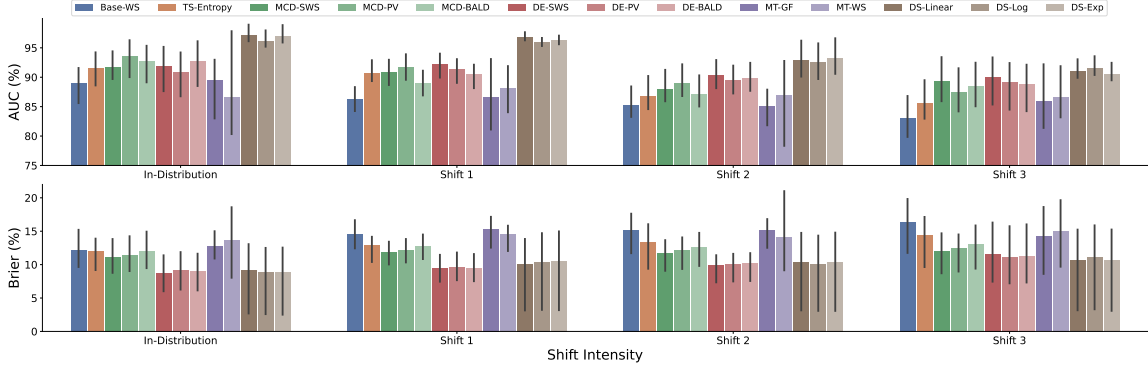 Base-WS TS-Entropy MCD-SWS MCD-PV MCD-BALD DE-SWS DE-PV DE-BALD MT-GF MT-WS DS-Linear DS-Log DS-Exp
AUC (%)
95
90
85
80
75
In-Distribution Shift 1 Shift 2 Shift 3
Brier (%)
20
15
10
5
0
In-Distribution Shift 1 Shift 2 Shift 3
Shift Intensity